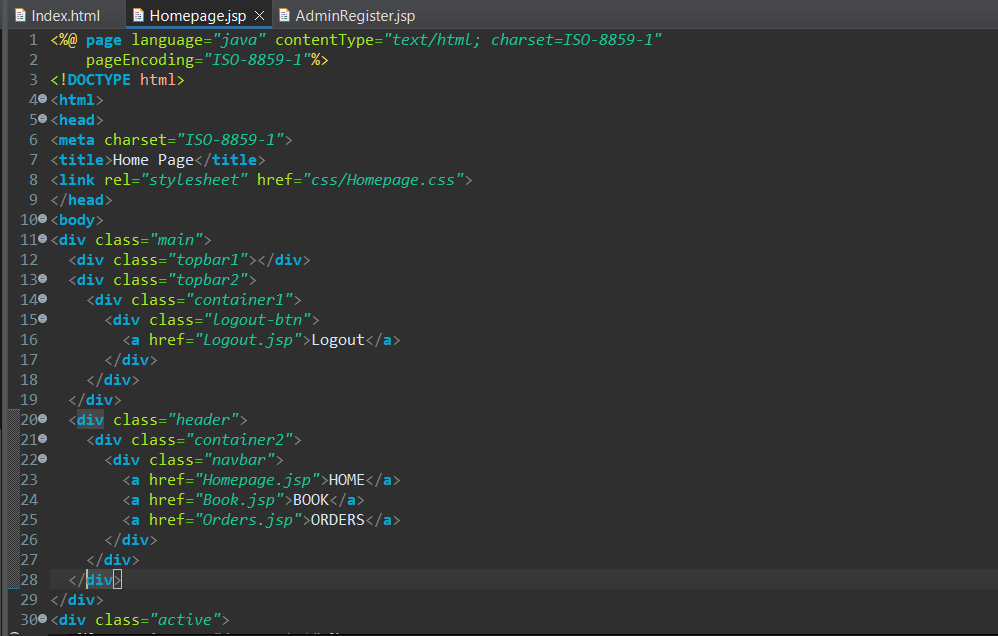 Index.html Homepage.jsp AdminRegister.jsp
1 <%@ page language="java" contentType="text/html; charset=ISO-8859-1"
2 pageEncoding="ISO-8859-1"%>
3 <!DOCTYPE html>
4 <html>
5 <head>
6 <meta charset="ISO-8859-1">
7 <title>Home Page</title>
8 <link rel="stylesheet" href="css/Homepage.css">
9 </head>
10 <body>
11 <div class="main">
12 <div class="topbar1"></div>
13 <div class="topbar2">
14 <div class="container1">
15 <div class="logout-btn">
16 <a href="Logout.jsp">Logout</a>
17 </div>
18 </div>
19 </div>
20 <div class="header">
21 <div class="container2">
22 <div class="navbar">
23 <a href="Homepage.jsp">HOME</a>
24 <a href="Book.jsp">BOOK</a>
25 <a href="Orders.jsp">ORDERS</a>
26 </div>
27 </div>
28 </div>
29 </div>
30 <div class="active">